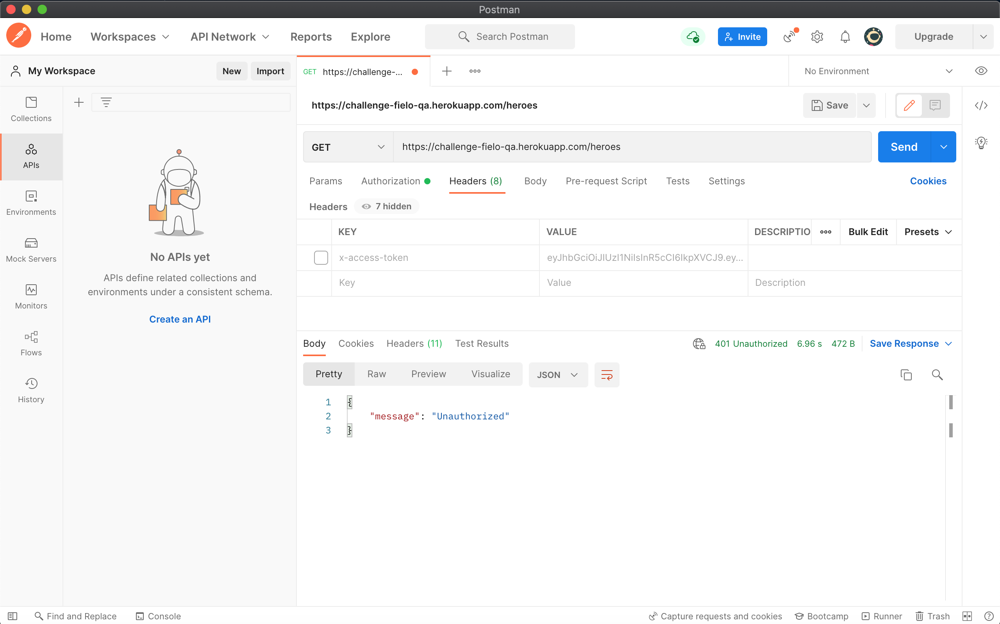 Postman
Home Workspaces API Network Reports Explore Search Postman Invite Upgrade
My Workspace New Import GET https://challenge-... No Environment
https://challenge-fielo-qa.herokuapp.com/heroes Save
GET https://challenge-fielo-qa.herokuapp.com/heroes Send
Params Authorization Headers (8) Body Pre-request Script Tests Settings Cookies
Headers 7 hidden
KEY VALUE DESCRIPTIO Bulk Edit Presets
x-access-token eyJhbGciOiJIUzI1NiIsInR5cCI6IkpXVCJ9.ey...
Key Value Description
Collections
APIs
Environments
Mock Servers
Monitors
Flows
History
No APIs yet
APIs define related collections and
environments under a consistent schema.
Create an API
Body Cookies Headers (11) Test Results 401 Unauthorized 6.96 s 472 B Save Response
Pretty Raw Preview Visualize JSON
1 {
2 "message": "Unauthorized"
3 }
Find and Replace Console Capture requests and cookies Bootcamp Runner Trash